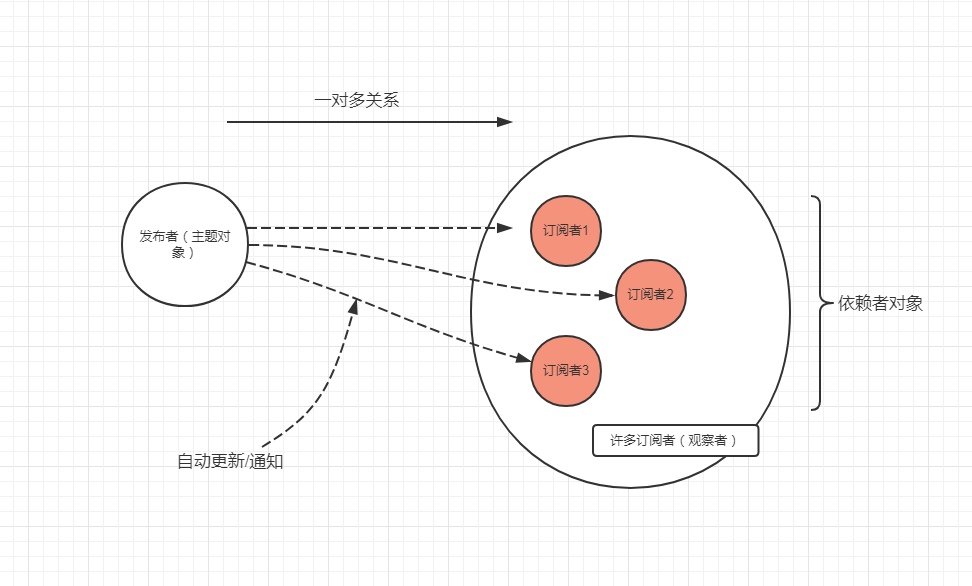 一对多关系
发布者（主题对
象）
订阅者1
订阅者2
依赖者对象
订阅者3
许多订阅者（观察者）
自动更新/通知